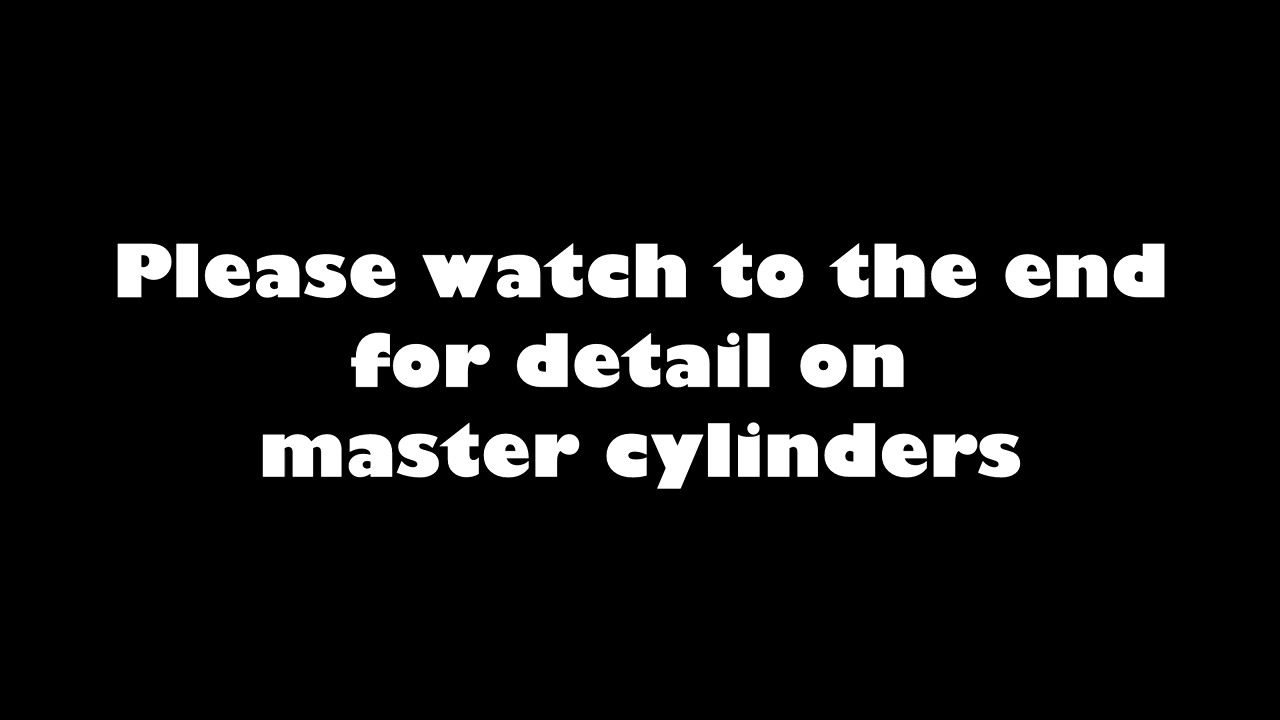 Please watch to the end
for detail on
master cylinders